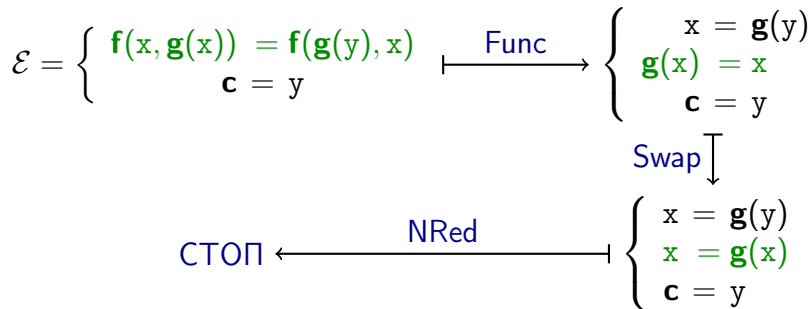 ℰ = { f(x, g(x)) = f(g(y), x)
c = y
Func
x = g(y)
g(x) = x
c = y
Swap
x = g(y)
x = g(x)
c = y
NRed
СТОП